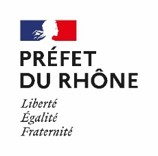 PRÉFET
DU RHÔNE
Liberté
Égalité
Fraternité